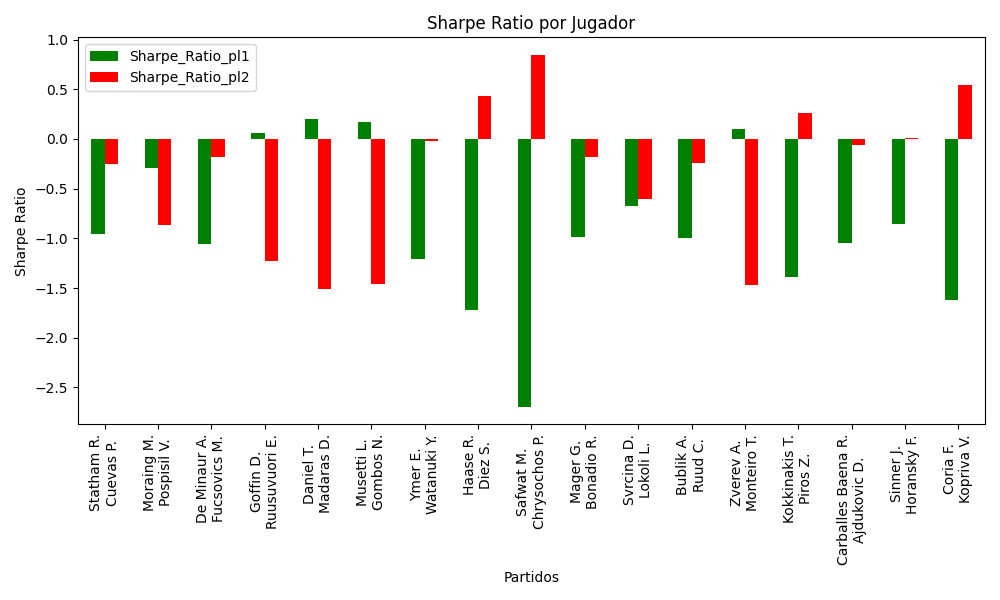 Sharpe Ratio por Jugador
Sharpe_Ratio_pl1
Sharpe_Ratio_pl2
Sharpe Ratio
1.0
0.5
0.0
−0.5
−1.0
−1.5
−2.0
−2.5
Statham R.
Cuevas P.
Moraing M.
Pospisil V.
De Minaur A.
Fucsovics M.
Goffin D.
Ruusuvuori E.
Daniel T.
Madaras D.
Musetti L.
Gombos N.
Ymer E.
Watanuki Y.
Haase R.
Diez S.
Safwat M.
Chrysochos P.
Mager G.
Bonadio R.
Svrcina D.
Lokoli L.
Bublik A.
Ruud C.
Zverev A.
Monteiro T.
Kokkinakis T.
Piros Z.
Carballes Baena R.
Ajdukovic D.
Sinner J.
Horansky F.
Coria F.
Kopriva V.
Partidos